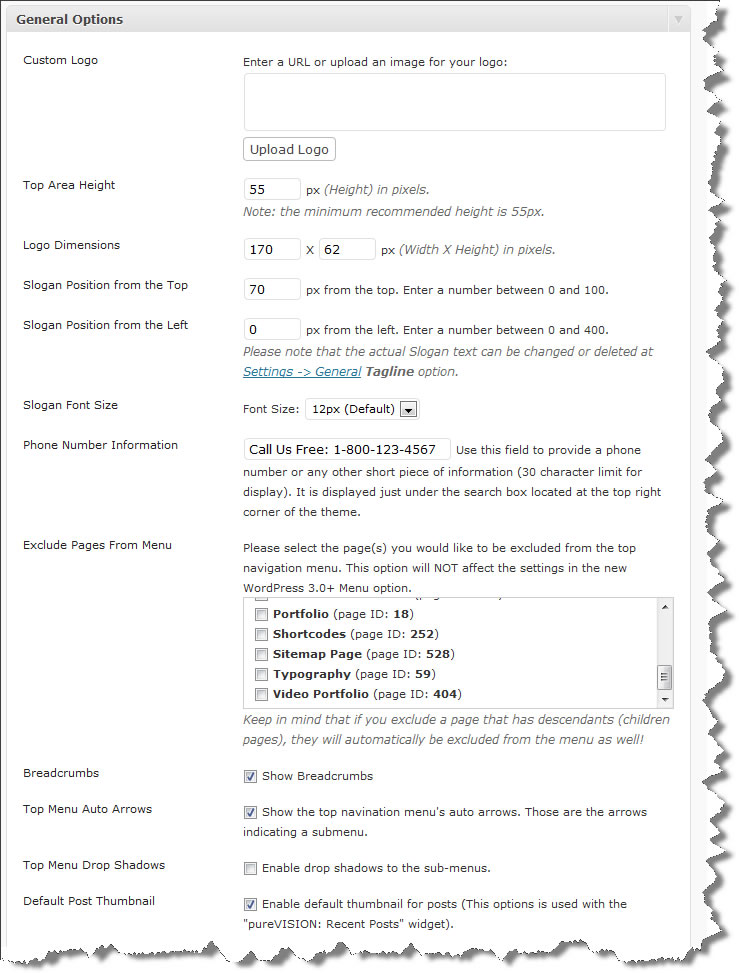 General Options
Custom Logo
Enter a URL or upload an image for your logo:
Upload Logo
Top Area Height
55 px (Height) in pixels.
Note: the minimum recommended height is 55px.
Logo Dimensions
170 X 62 px (Width X Height) in pixels.
Slogan Position from the Top
70 px from the top. Enter a number between 0 and 100.
Slogan Position from the Left
0 px from the left. Enter a number between 0 and 400.
Please note that the actual Slogan text can be changed or deleted at
Settings -> General Tagline option.
Slogan Font Size
Font Size: 12px (Default)
Phone Number Information
Call Us Free: 1-800-123-4567 Use this field to provide a phone
number or any other short piece of information (30 character limit for
display). It is displayed just under the search box located at the top right
corner of the theme.
Exclude Pages From Menu
Please select the page(s) you would like to be excluded from the top
navigation menu. This option will NOT affect the settings in the new
WordPress 3.0+ Menu option.
Portfolio (page ID: 18)
Shortcodes (page ID: 252)
Sitemap Page (page ID: 528)
Typography (page ID: 59)
Video Portfolio (page ID: 404)
Keep in mind that if you exclude a page that has descendants (children
pages), they will automatically be excluded from the menu as well!
Breadcrumbs
Show Breadcrumbs
Top Menu Auto Arrows
Show the top navination menu's auto arrows. Those are the arrows
indicating a submenu.
Top Menu Drop Shadows
Enable drop shadows to the sub-menus.
Default Post Thumbnail
Enable default thumbnail for posts (This options is used with the
"pureVISION: Recent Posts" widget).